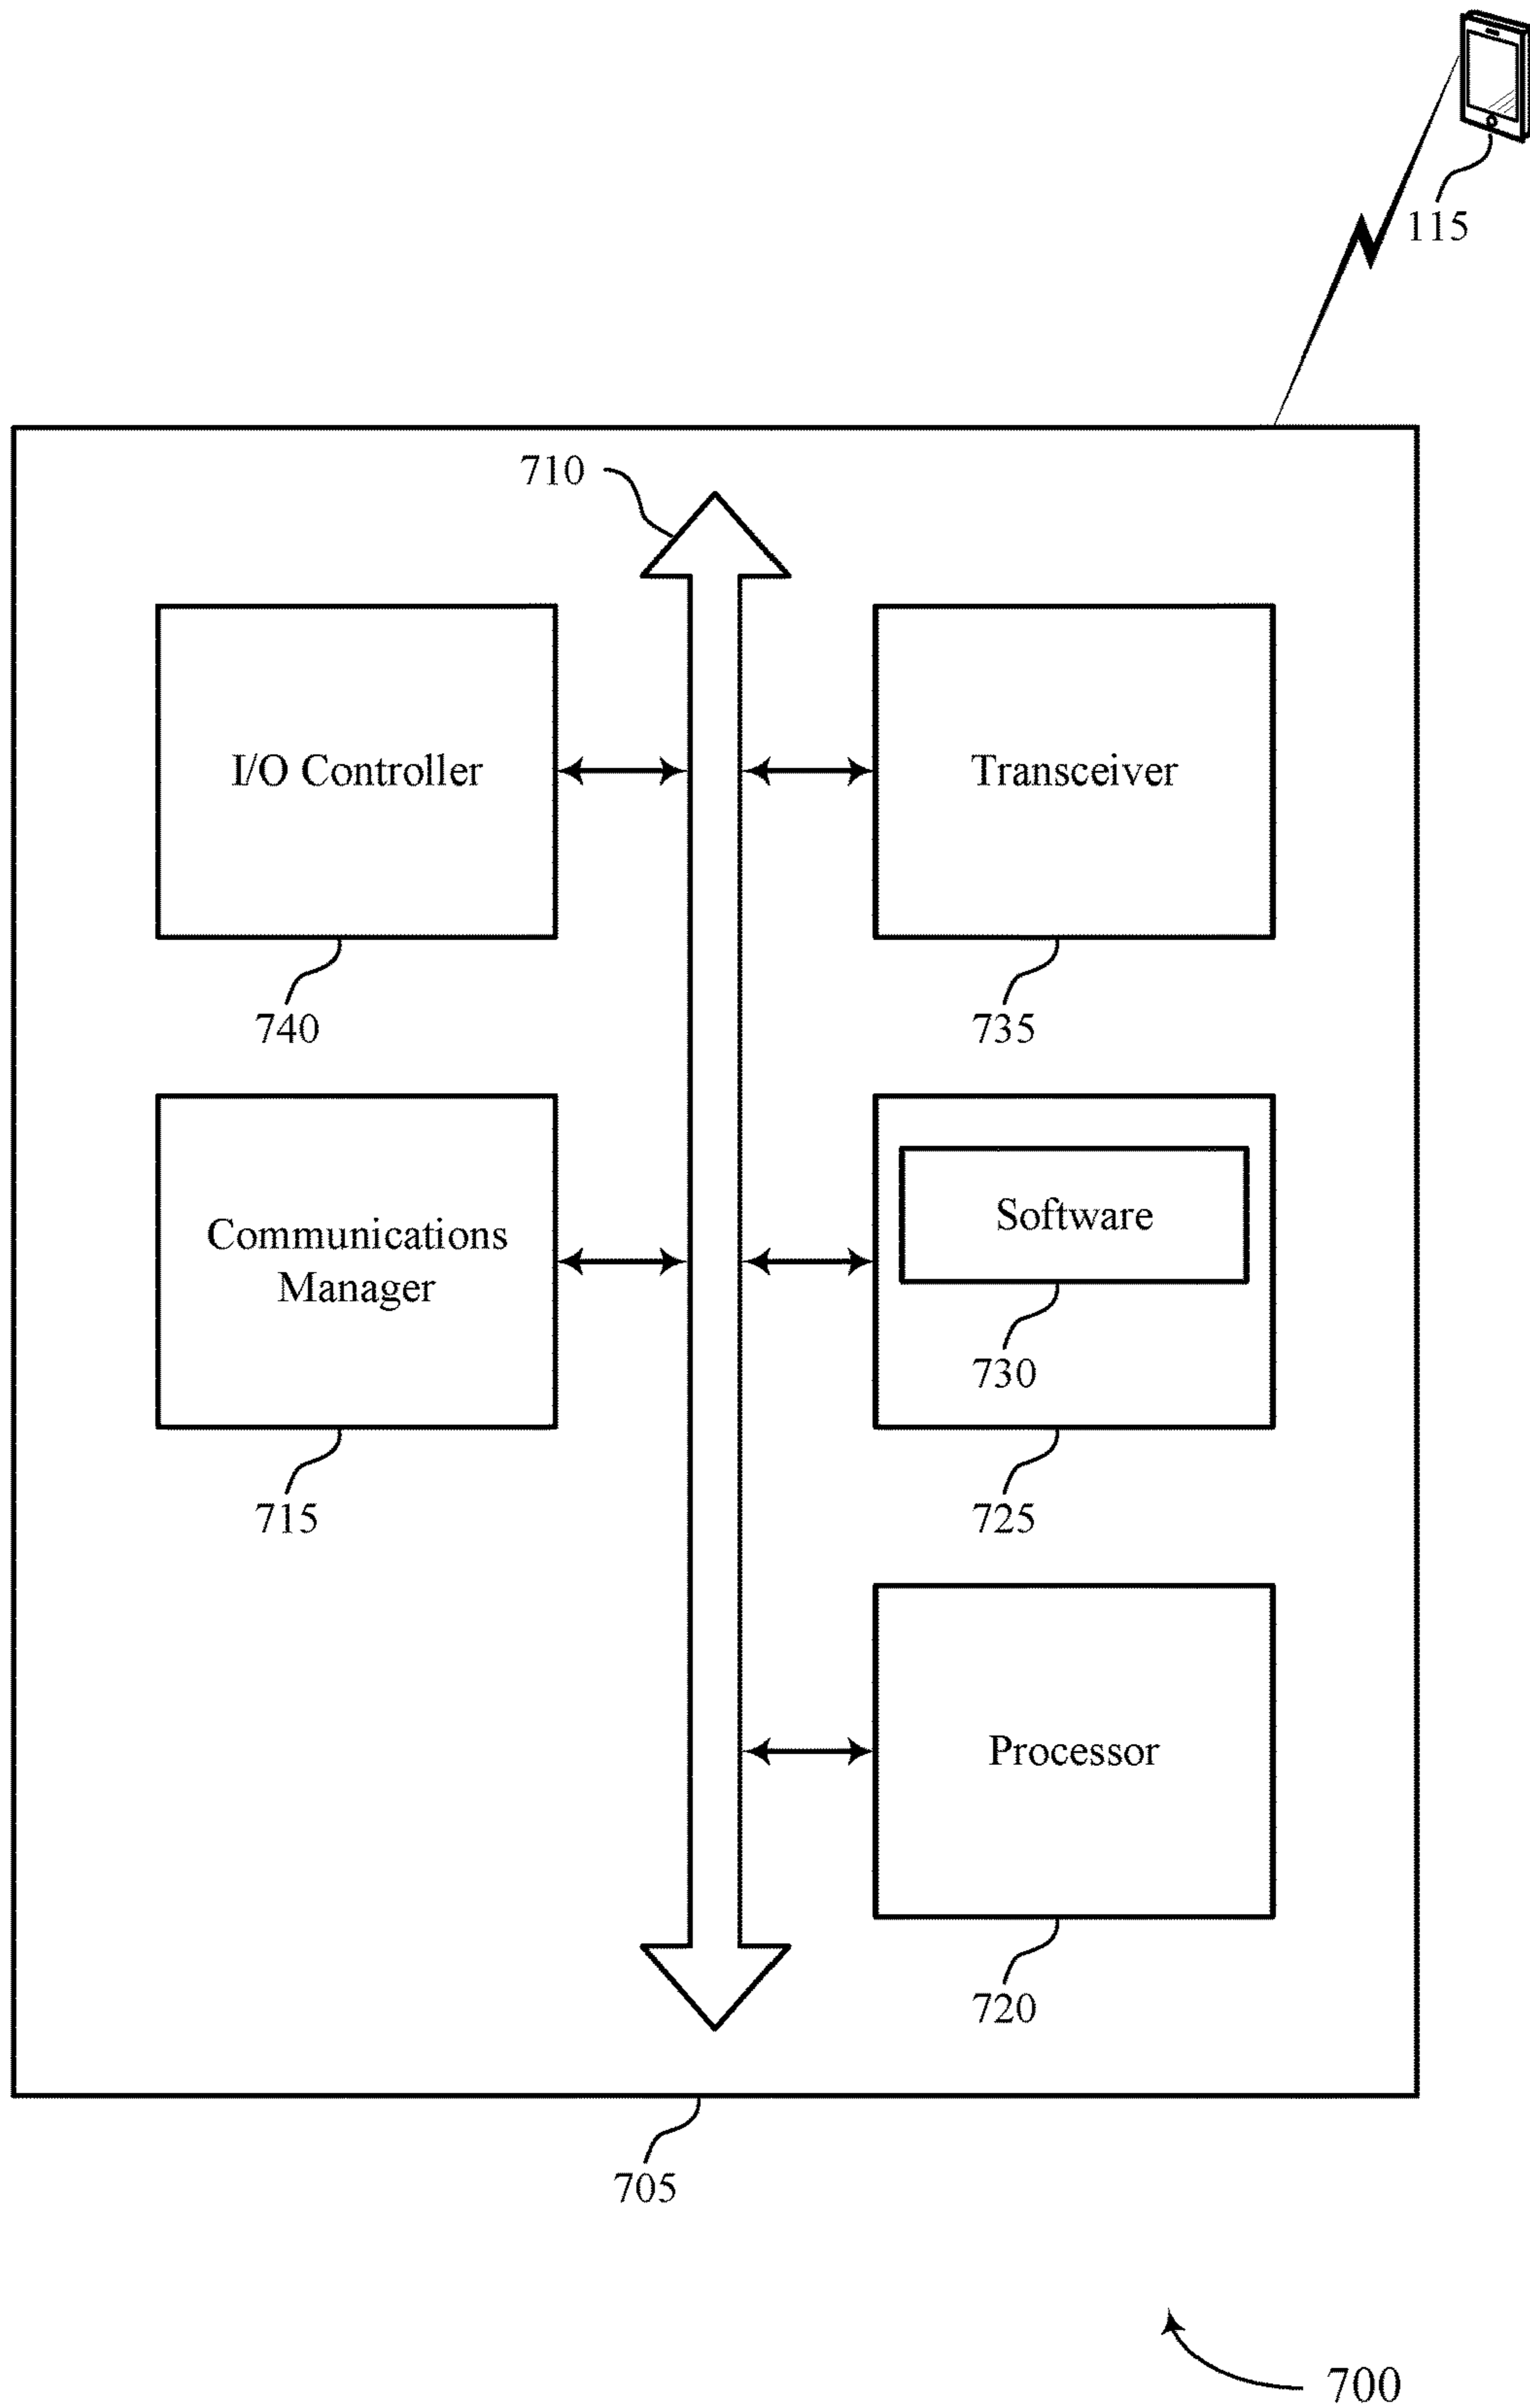 115
710
I/O Controller
Transceiver
740
735
Communications
Manager
Software
730
715
725
Processor
720
705
700